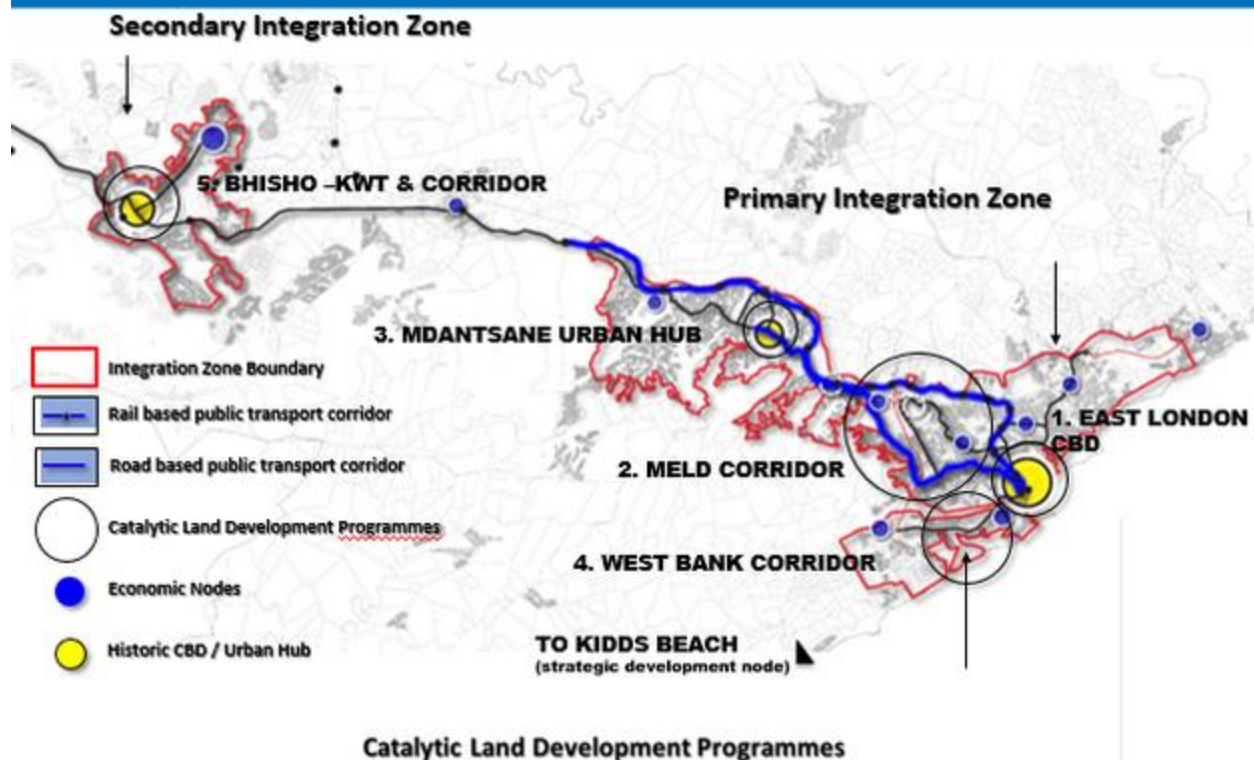 Secondary Integration Zone
5. BHISHO –KWT & CORRIDOR
Primary Integration Zone
3. MDANTSANE URBAN HUB
Integration Zone Boundary
Rail based public transport corridor
1. EAST LONDON
CBD
Road based public transport corridor
2. MELD CORRIDOR
Catalytic Land Development Programmes
4. WEST BANK CORRIDOR
Economic Nodes
Historic CBD / Urban Hub
TO KIDDS BEACH
(strategic development node)
Catalytic Land Development Programmes